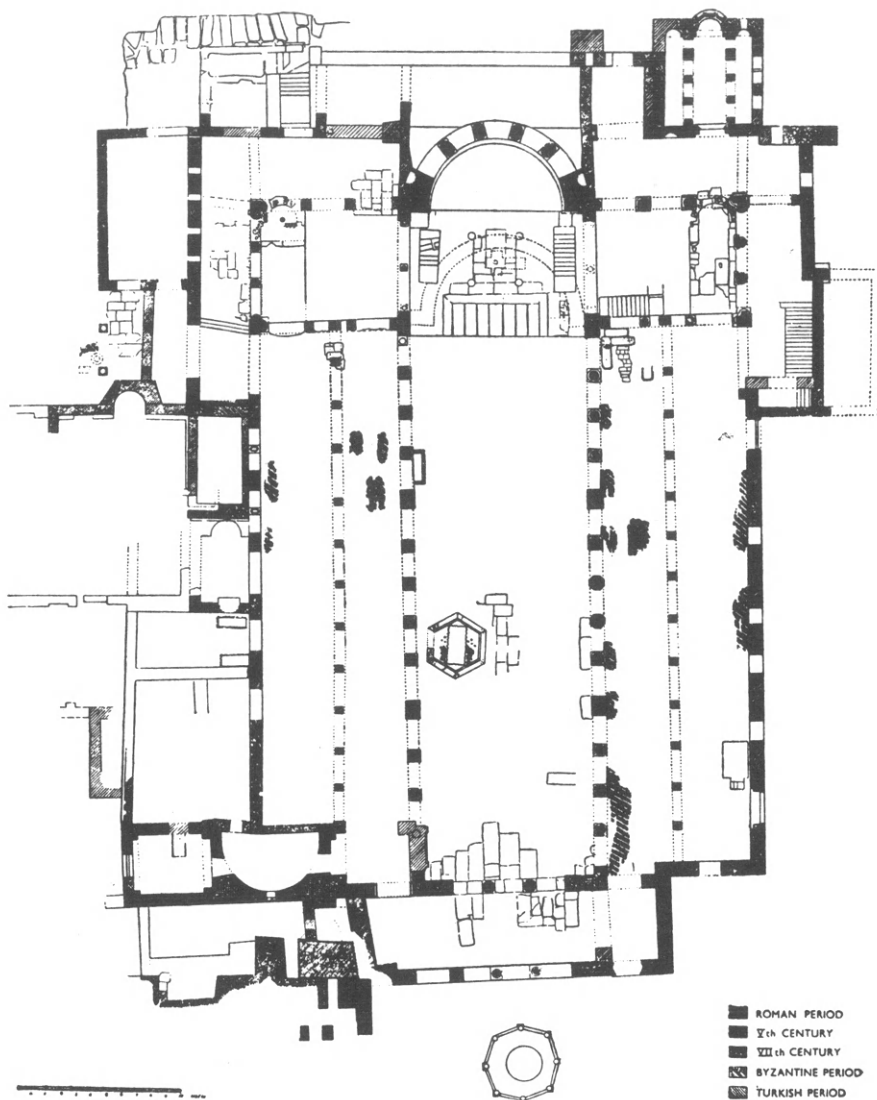 ROMAN PERIOD
Vth CENTURY
VIIth CENTURY
BYZANTINE PERIOD
TURKISH PERIOD